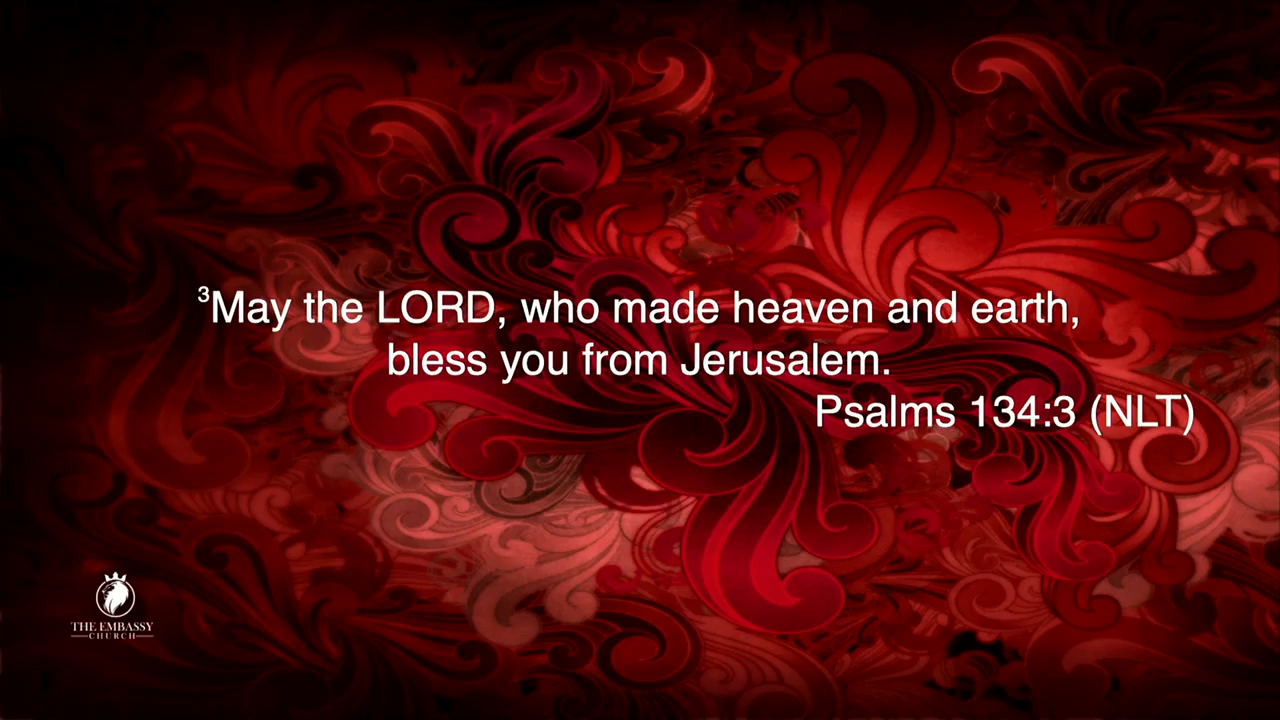 ³May the LORD, who made heaven and earth,
bless you from Jerusalem.
Psalms 134:3 (NLT)
THE EMBASSY
CHURCH